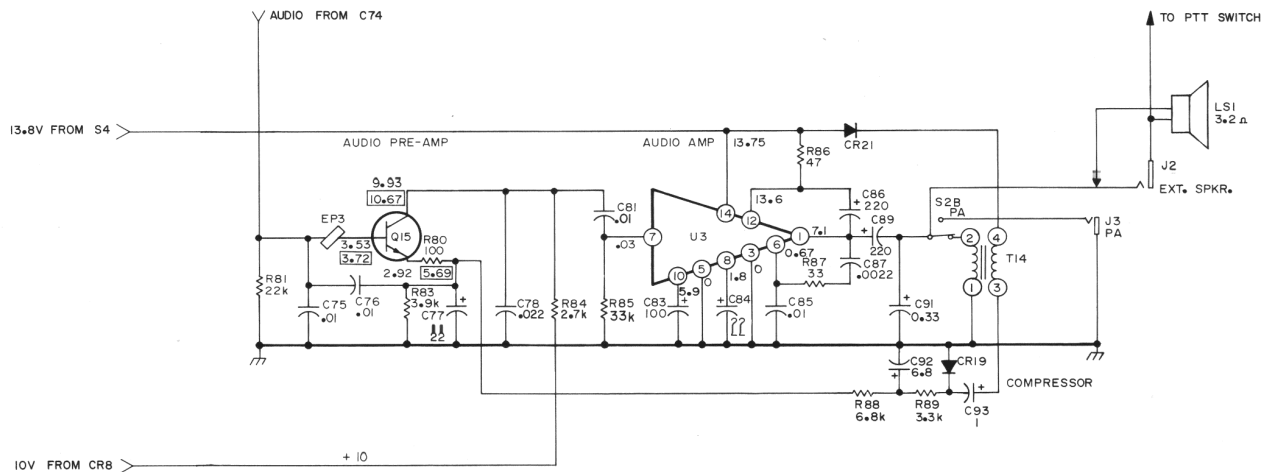 AUDIO FROM C74
TO PTT SWITCH
LS1
3.2 Ω
13.8V FROM S4
AUDIO PRE-AMP
AUDIO AMP
13.75
R86
47
CR21
J2
EXT. SPKR.
9.93
10.67
EP3
3.53
3.72
Q15
R80
100
2.92
5.69
C81
.01
.03
7
U3
14
12
13.6
1
7.1
C86
220
C89
220
S2B
PA
J3
PA
2
4
T14
1
3
R81
22k
C75
.01
C76
.01
R83
3.9k
C77
22
C78
.022
R84
2.7k
R85
33k
10
5.9
5
0
8
1.8
3
0
6
0.67
R87
33
C87
.0022
C83
100
C84
22
C85
.01
C91
0.33
C92
6.8
CR19
COMPRESSOR
R88
6.8k
R89
3.3k
C93
1
+10
10V FROM CR8